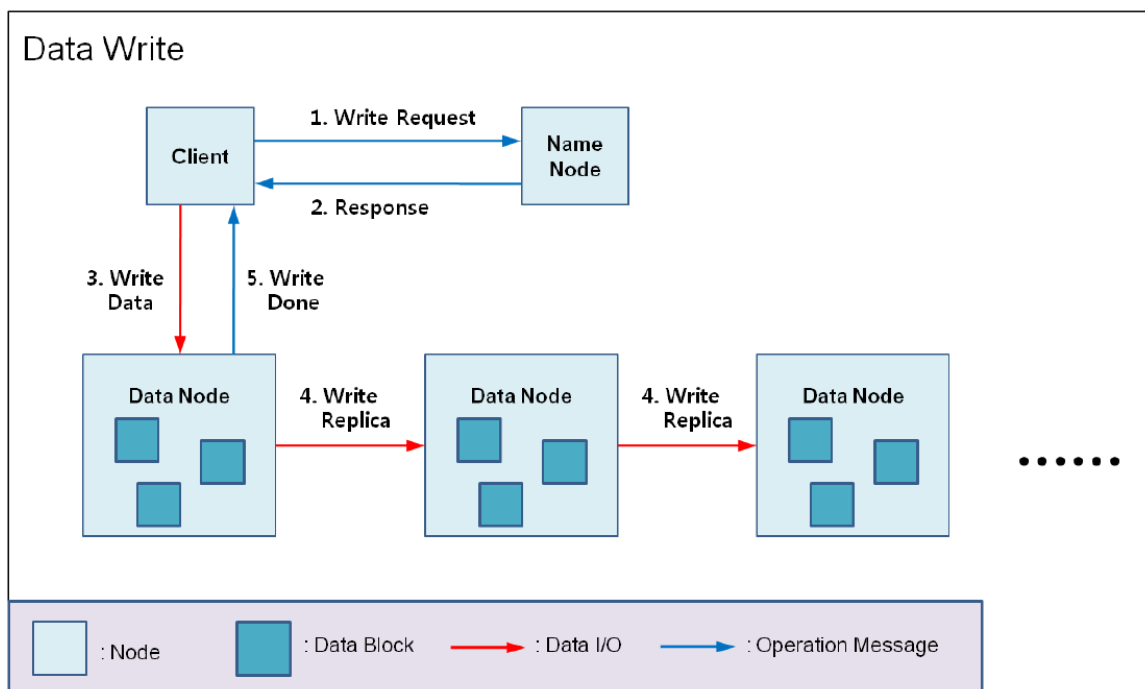 Data Write
1. Write Request
Client
Name
Node
2. Response
3. Write
Data
5. Write
Done
Data Node
4. Write
Replica
Data Node
4. Write
Replica
Data Node
......
: Node
: Data Block
: Data I/O
: Operation Message